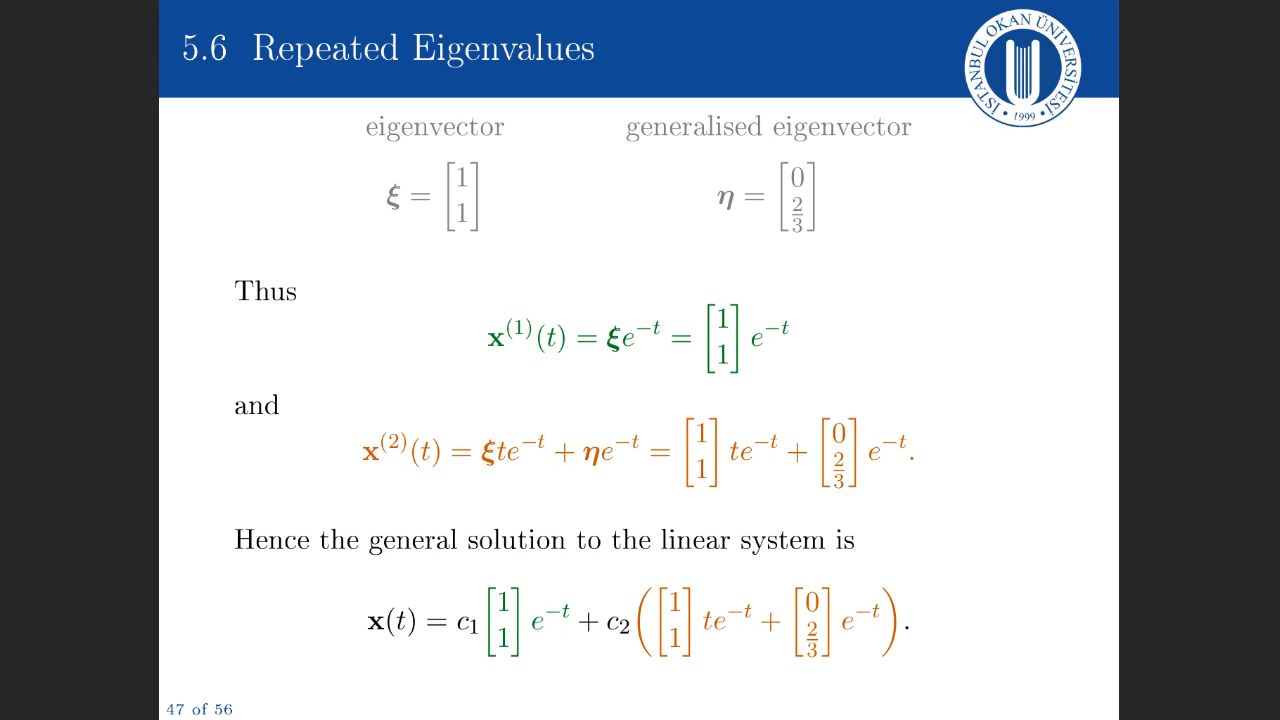 5.6 Repeated Eigenvalues
İSTANBUL OKAN ÜNİVERSİTESİ
• 1999 •
eigenvector generalised eigenvector
ξ = [1 1] η = [0 2/3]
Thus
x^(1)(t) = ξe^−t = [1 1] e^−t
and
x^(2)(t) = ξte^−t + ηe^−t = [1 1] te^−t + [0 2/3] e^−t.
Hence the general solution to the linear system is
x(t) = c₁ [1 1] e^−t + c₂ ([1 1] te^−t + [0 2/3] e^−t).
47 of 56